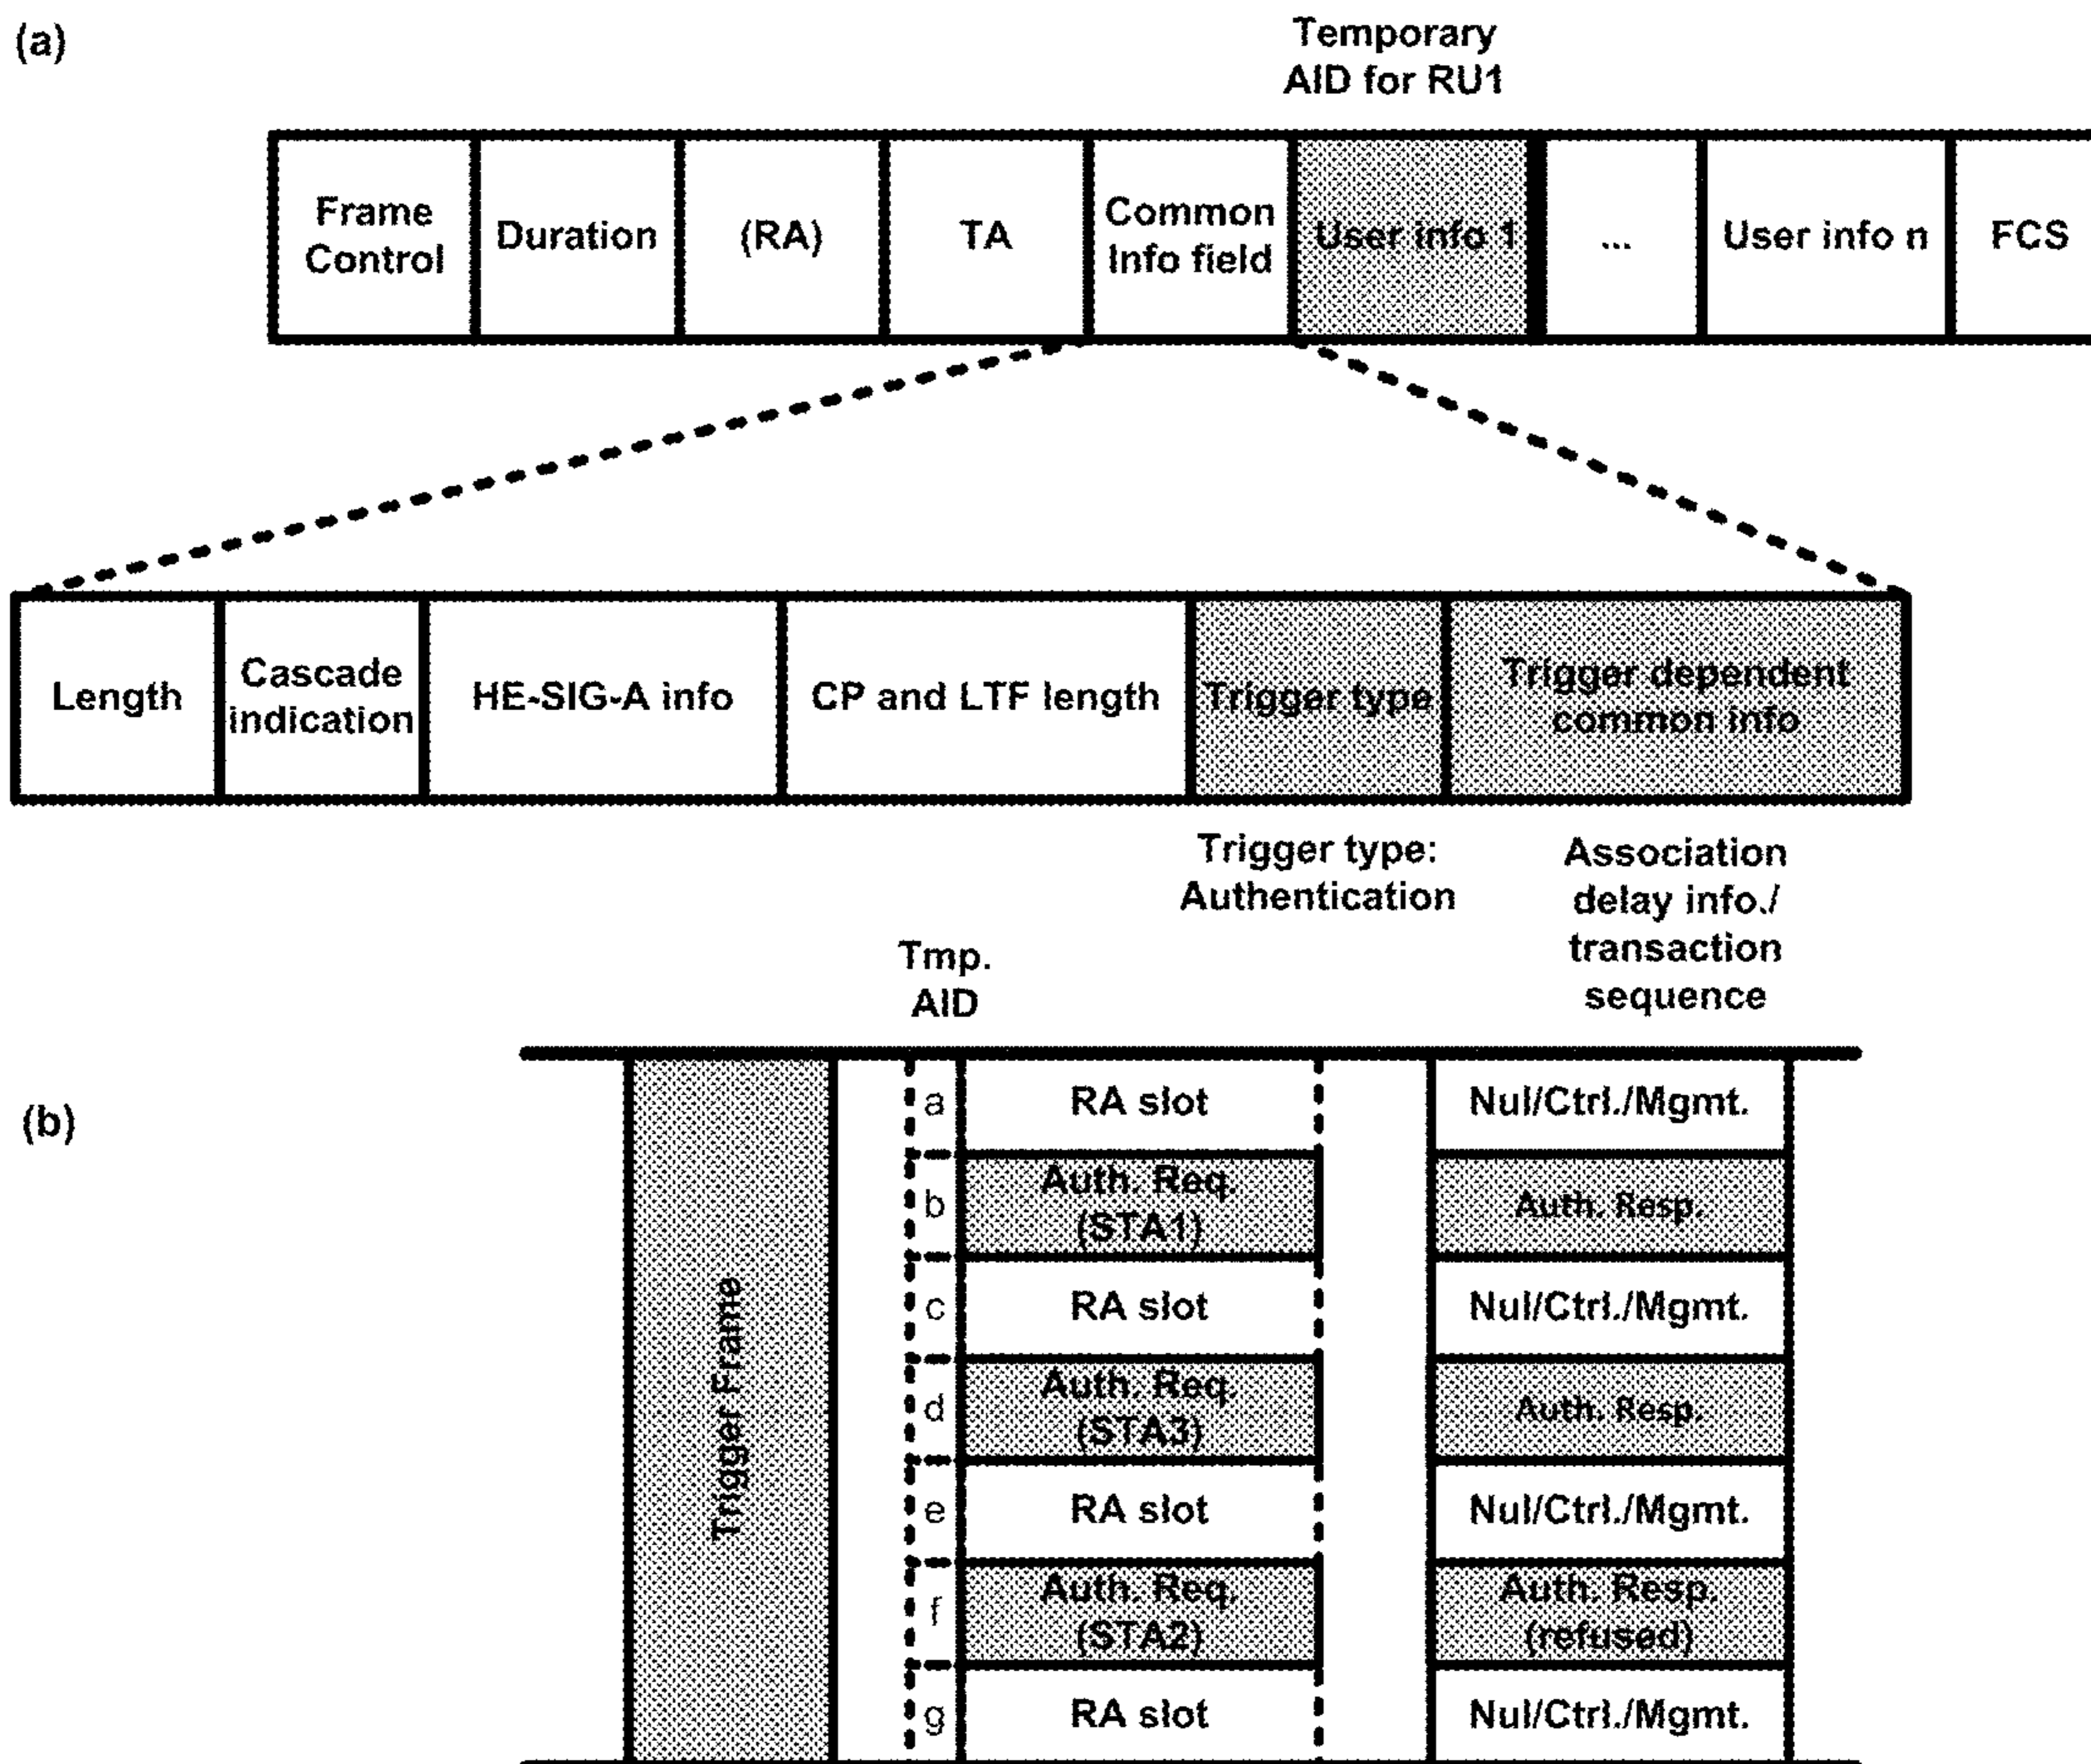 (a)
Temporary
AID for RU1
Frame
Control
Duration
(RA)
TA
Common
Info field
User info 1
...
User info n
FCS
Length
Cascade
indication
HE-SIG-A info
CP and LTF length
Trigger type
Trigger dependent
common info
Trigger type:
Authentication
Association
delay info./
transaction
sequence
Tmp.
AID
(b)
Trigger Frame
a
RA slot
Nul/Ctrl./Mgmt.
b
Auth. Req.
(STA1)
Auth. Resp.
c
RA slot
Nul/Ctrl./Mgmt.
d
Auth. Req.
(STA3)
Auth. Resp.
e
RA slot
Nul/Ctrl./Mgmt.
f
Auth. Req.
(STA2)
Auth. Resp.
(refused)
g
RA slot
Nul/Ctrl./Mgmt.